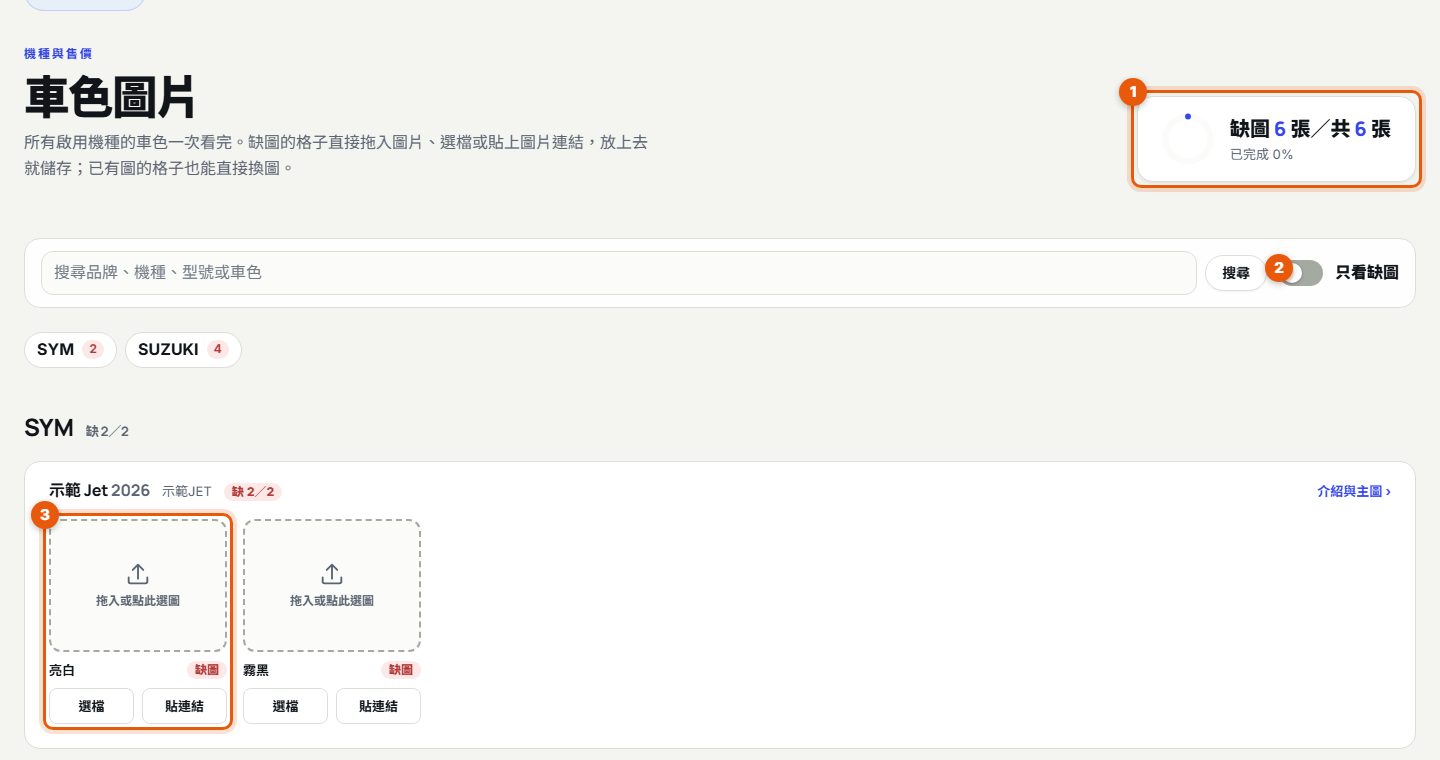 機種與售價
車色圖片
所有啟用機種的車色一次看完。缺圖的格子直接拖入圖片、選檔或貼上圖片連結，放上去
就儲存；已有圖的格子也能直接換圖。
1
缺圖 6 張／共 6 張
已完成 0%
搜尋品牌、機種、型號或車色
搜尋
2
只看缺圖
SYM 2
SUZUKI 4
SYM 缺 2／2
示範 Jet 2026 示範JET 缺 2／2
介紹與主圖 ›
3
拖入或點此選圖
拖入或點此選圖
亮白 缺圖
霧黑 缺圖
選檔 貼連結
選檔 貼連結